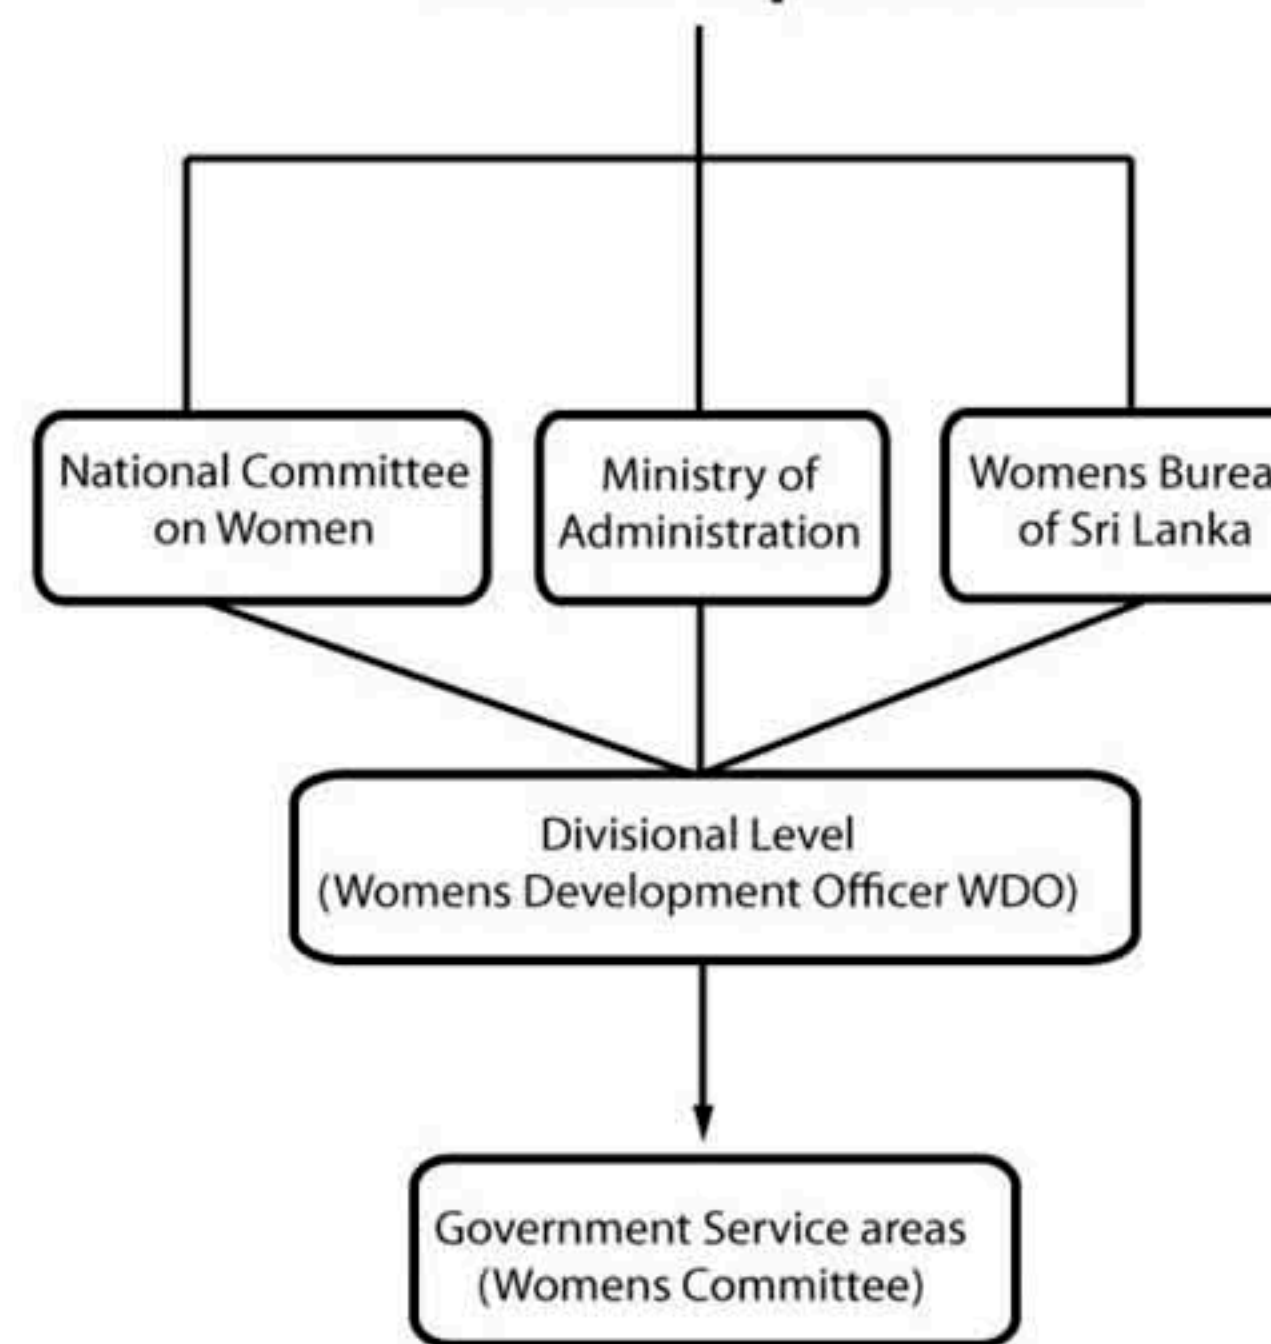 National Committee
on Women
Ministry of
Administration
Womens Burea
of Sri Lanka
Divisional Level
(Womens Development Officer WDO)
Government Service areas
(Womens Committee)